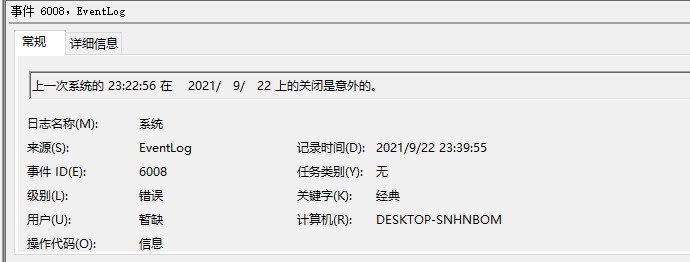 事件 6008，EventLog
常规 详细信息
上一次系统的 23:22:56 在 2021/ 9/ 22 上的关闭是意外的。
日志名称(M): 系统
来源(S): EventLog 记录时间(D): 2021/9/22 23:39:55
事件 ID(E): 6008 任务类别(Y): 无
级别(L): 错误 关键字(K): 经典
用户(U): 暂缺 计算机(R): DESKTOP-SNHNBOM
操作代码(O): 信息